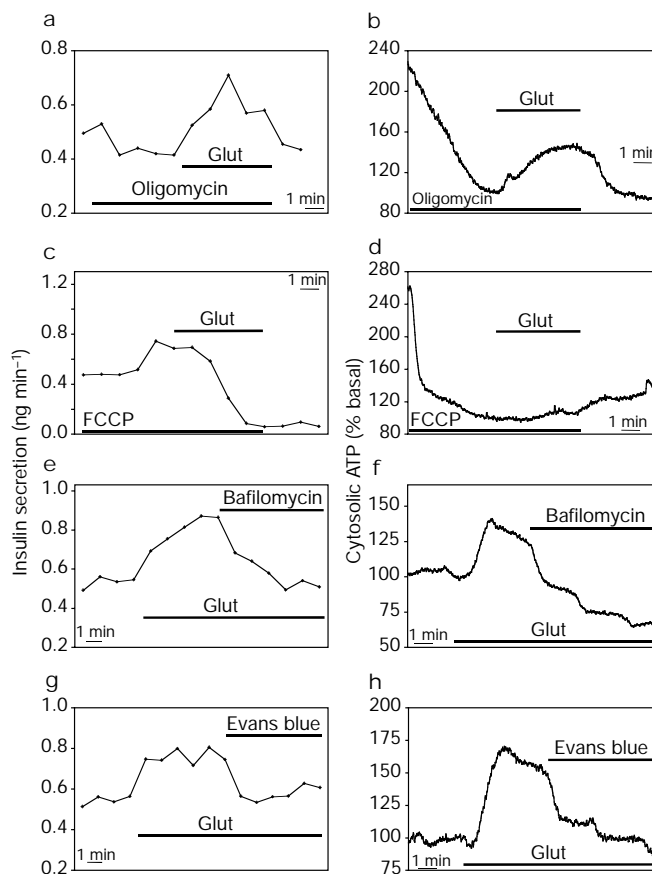 a
0.8
0.6
0.4
0.2
Glut
Oligomycin
1 min
b
240
200
160
120
80
Glut
1 min
Oligomycin
c
1.2
0.8
0.4
0.0
1 min
Glut
FCCP
d
280
240
200
160
120
80
Glut
FCCP
1 min
Insulin secretion (ng min⁻¹)
Cytosolic ATP (% basal)
e
1.0
0.8
0.6
0.4
0.2
Bafilomycin
1 min
Glut
f
150
125
100
75
50
Bafilomycin
1 min
Glut
g
1.0
0.8
0.6
0.4
0.2
Evans blue
Glut
1 min
h
200
175
150
125
100
75
Evans blue
1 min
Glut